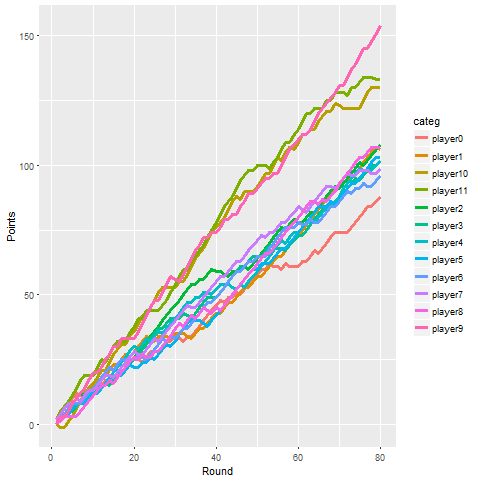 150
100
50
0
Points
0
20
40
60
80
Round
categ
player0
player1
player10
player11
player2
player3
player4
player5
player6
player7
player8
player9